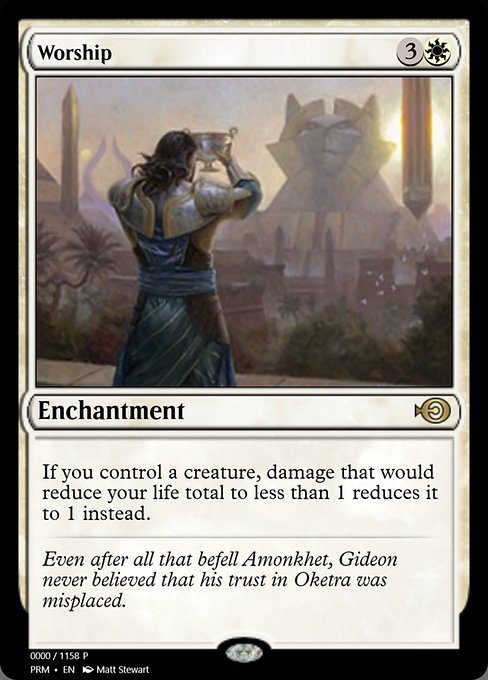 Worship 3
Enchantment
If you control a creature, damage that would
reduce your life total to less than 1 reduces it
to 1 instead.
Even after all that befell Amonkhet, Gideon
never believed that his trust in Oketra was
misplaced.
0000 / 1158 P
PRM • EN Matt Stewart